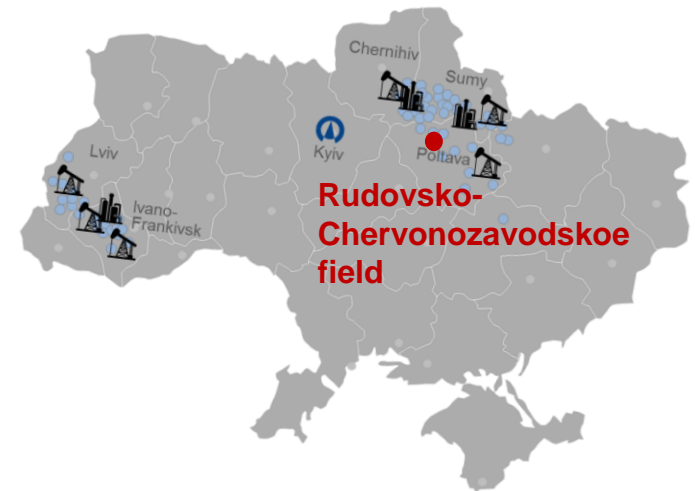 Chernihiv
Sumy
Kyiv
Poltava
Lviv
Ivano-
Frankivsk
Rudovsko-
Chervonozavodskoe
field